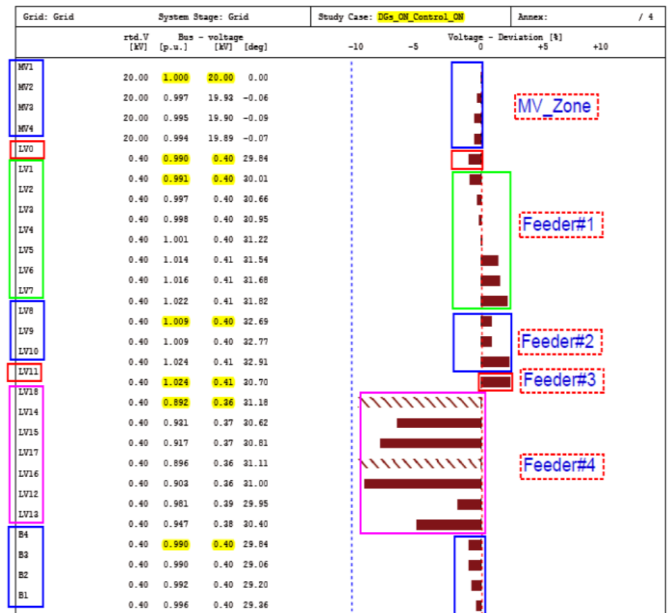 Grid: Grid System Stage: Grid Study Case: DGs_ON_Control_ON Annex: / 4
rtd.V Bus - voltage Voltage - Deviation [%]
[kV] [p.u.] [kV] [deg] -10 -5 0 +5 +10
MV1
20.00 1.000 20.00 0.00
MV2
20.00 0.997 19.93 -0.06
MV3
20.00 0.995 19.90 -0.09
MV4
20.00 0.994 19.89 -0.07
MV_Zone
LV0
0.40 0.990 0.40 29.84
LV1
0.40 0.991 0.40 30.01
LV2
0.40 0.997 0.40 30.66
LV3
0.40 0.998 0.40 30.95
LV4
0.40 1.001 0.40 31.22
LV5
0.40 1.014 0.41 31.54
LV6
0.40 1.016 0.41 31.68
LV7
0.40 1.022 0.41 31.82
Feeder#1
LV8
0.40 1.009 0.40 32.69
LV9
0.40 1.009 0.40 32.77
LV10
0.40 1.024 0.41 32.91
Feeder#2
LV11
0.40 1.024 0.41 30.70
Feeder#3
LV18
0.40 0.892 0.36 31.18
LV14
0.40 0.931 0.37 30.62
LV15
0.40 0.917 0.37 30.81
LV17
0.40 0.896 0.36 31.11
LV16
0.40 0.903 0.36 31.00
LV12
0.40 0.981 0.39 29.95
LV13
0.40 0.947 0.38 30.40
Feeder#4
B4
0.40 0.990 0.40 29.84
B3
0.40 0.990 0.40 29.06
B2
0.40 0.992 0.40 29.20
B1
0.40 0.996 0.40 29.36